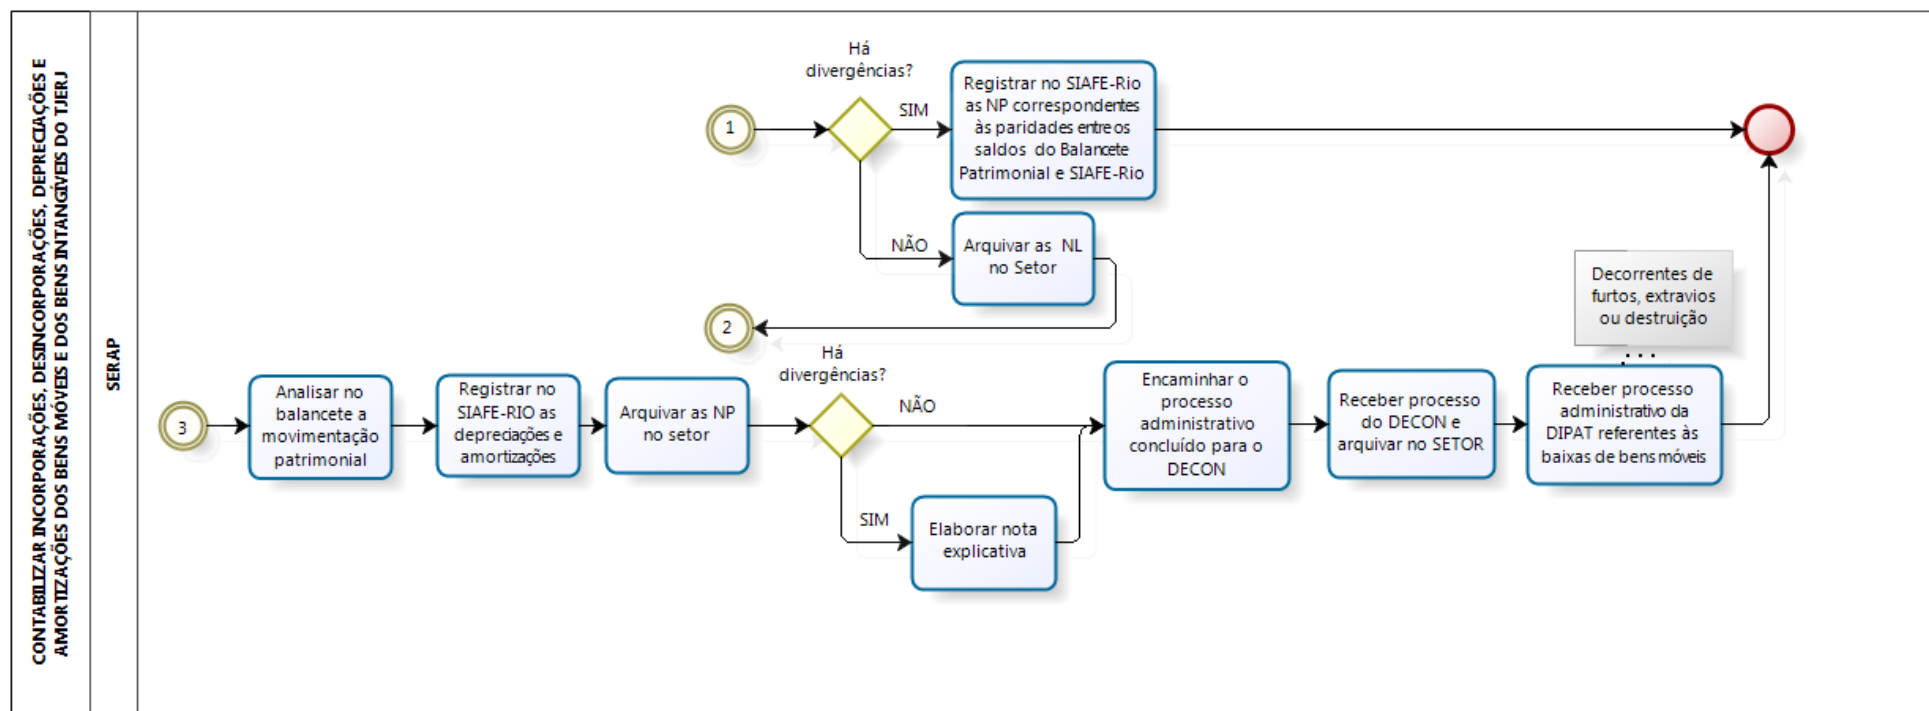 CONTABILIZAR INCORPORAÇÕES, DESINCORPORAÇÕES, DEPRECIAÇÕES E
AMORTIZAÇÕES DOS BENS MÓVEIS E DOS BENS INTANGÍVEIS DO TJERJ
SERAP
1
Há
divergências?
SIM
Registrar no SIAFE-Rio
as NP correspondentes
às paridades entre os
saldos do Balancete
Patrimonial e SIAFE-Rio
NÃO
Arquivar as NL
no Setor
2
3
Analisar no
balancete a
movimentação
patrimonial
Registrar no
SIAFE-RIO as
depreciações e
amortizações
Arquivar as NP
no setor
Há
divergências?
NÃO
SIM
Elaborar nota
explicativa
Encaminhar o
processo
administrativo
concluído para o
DECON
Receber processo
do DECON e
arquivar no SETOR
Receber processo
administrativo da
DIPAT referentes às
baixas de bens móveis
Decorrentes de
furtos, extravios
ou destruição